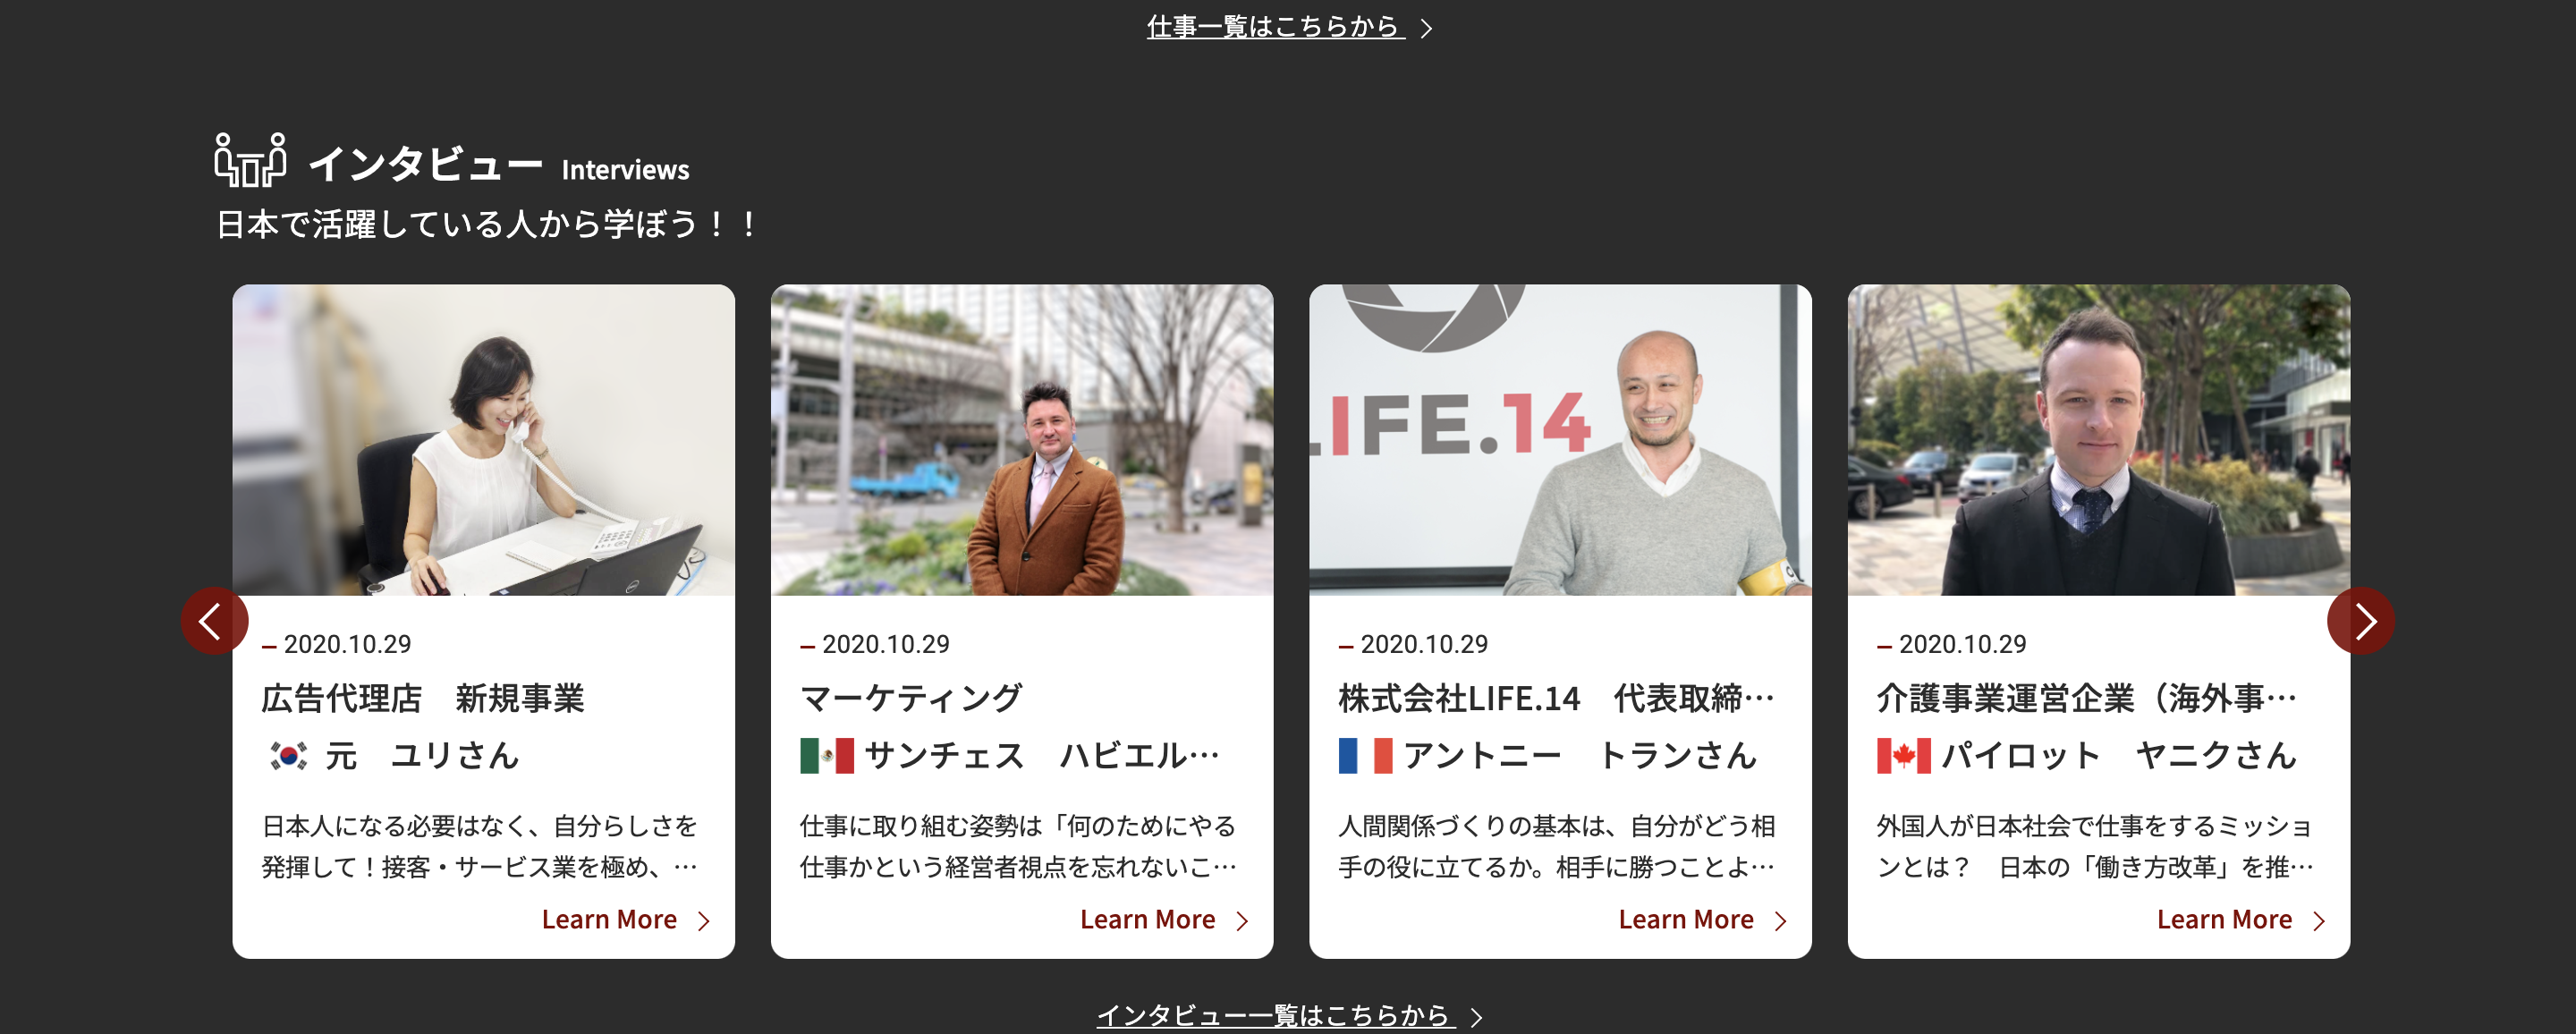 仕事一覧はこちらから
インタビュー Interviews
日本で活躍している人から学ぼう！！
LIFE.14
2020.10.29
広告代理店　新規事業
元　ユリさん
日本人になる必要はなく、自分らしさを
発揮して！接客・サービス業を極め、…
Learn More
2020.10.29
マーケティング
サンチェス　ハビエル…
仕事に取り組む姿勢は「何のためにやる
仕事かという経営者視点を忘れないこ…
Learn More
2020.10.29
株式会社LIFE.14　代表取締…
アントニー　トランさん
人間関係づくりの基本は、自分がどう相
手の役に立てるか。相手に勝つことよ…
Learn More
2020.10.29
介護事業運営企業（海外事…
パイロット　ヤニクさん
外国人が日本社会で仕事をするミッショ
ンとは？　日本の「働き方改革」を推…
Learn More
インタビュー一覧はこちらから